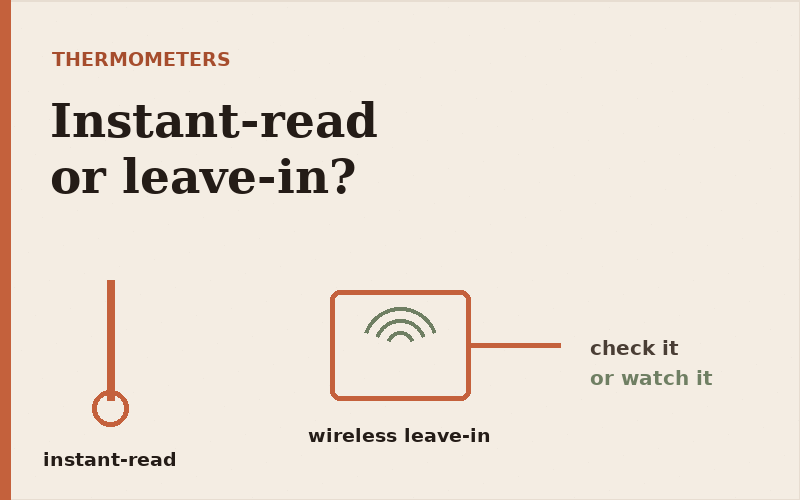 THERMOMETERS
Instant-read
or leave-in?
check it
or watch it
wireless leave-in
instant-read